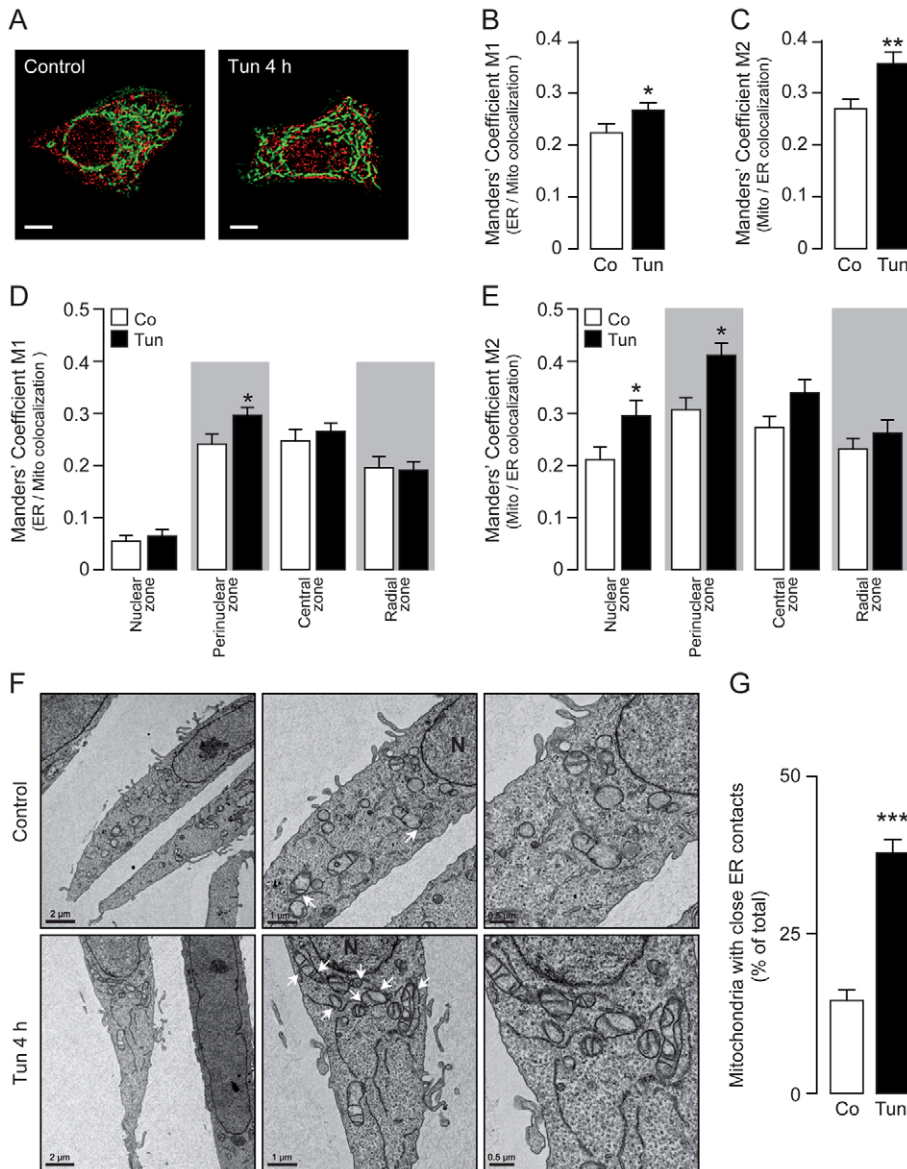 A
Control
Tun 4 h
B
Manders' Coefficient M1
(ER / Mito colocalization )
0.4
0.3
0.2
0.1
0
*
Co
Tun
C
Manders' Coefficient M2
(Mito / ER colocalization)
0.4
0.3
0.2
0.1
0
**
Co
Tun
D
Manders' Coefficient M1
(ER / Mito colocalization )
0.5
0.4
0.3
0.2
0.1
0
Co
Tun
*
Nuclear
zone
Perinuclear
zone
Central
zone
Radial
zone
E
Manders' Coefficient M2
(Mito / ER colocalization)
0.5
0.4
0.3
0.2
0.1
0
Co
Tun
*
*
Nuclear
zone
Perinuclear
zone
Central
zone
Radial
zone
F
Control
2 µm
N
1 µm
0.5 µm
Tun 4 h
2 µm
N
1 µm
0.5 µm
G
Mitochondria with close ER contacts
(% of total)
50
25
0
***
Co
Tun